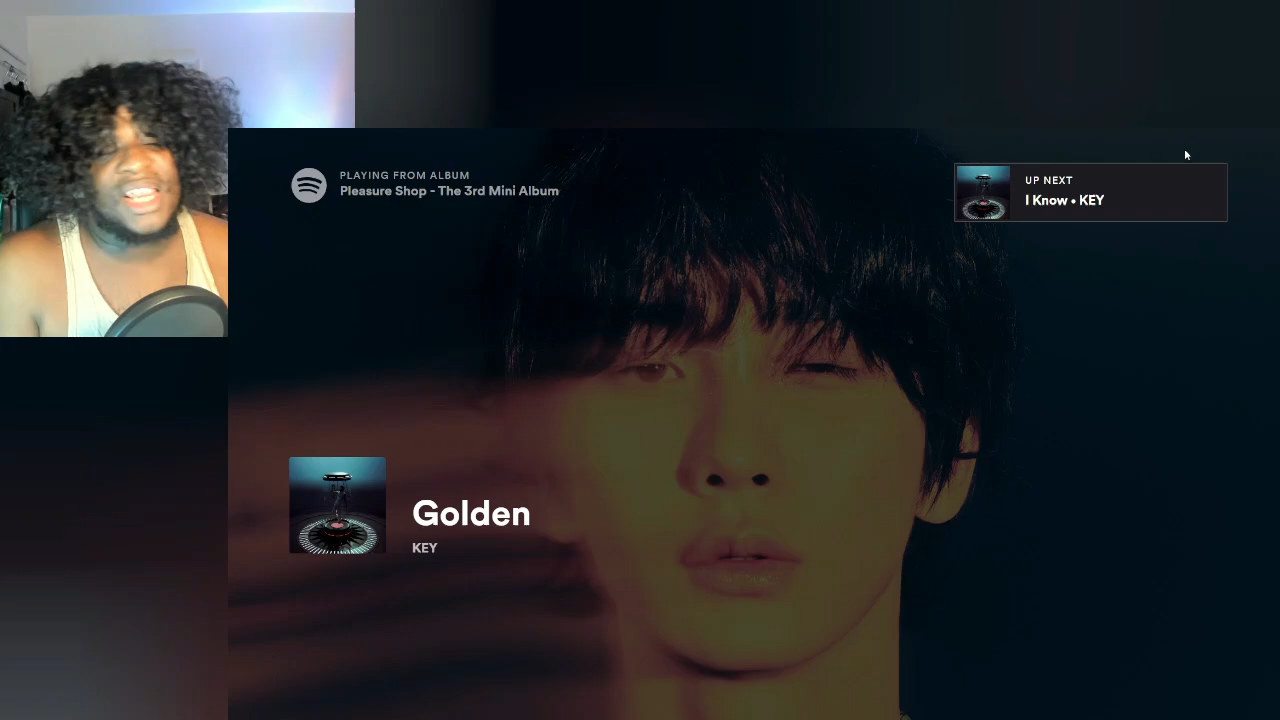 PLAYING FROM ALBUM
Pleasure Shop - The 3rd Mini Album
UP NEXT
I Know • KEY
Golden
KEY